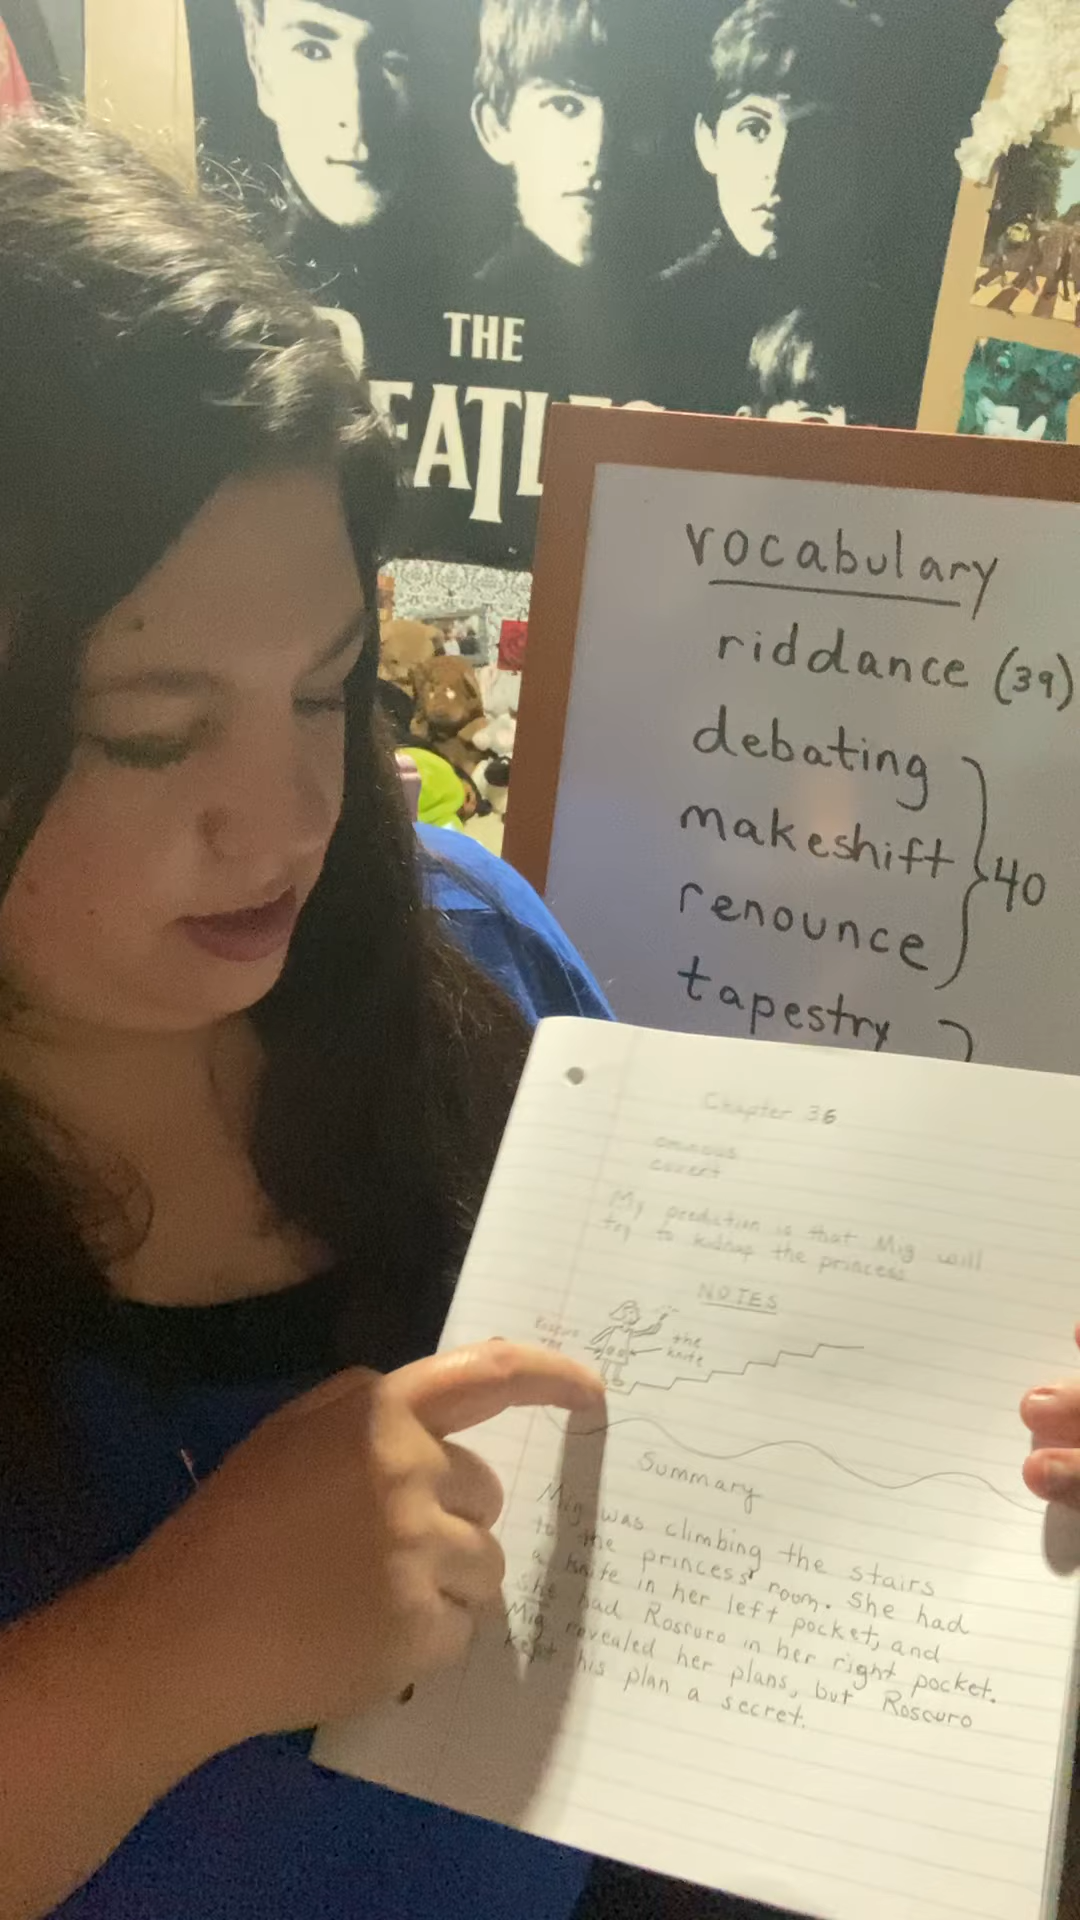 THE
EATLES
vocabulary
riddance (39)
debating
makeshift
renounce
40
tapestry
Chapter 36
ominous
covert
My prediction is that Mig will
try to kidnap the princess
NOTES
Roscuro
the
knife
Summary
Mig was climbing the stairs
to the princess' room. She had
a knife in her left pocket, and
she had Roscuro in her right pocket.
Mig revealed her plans, but Roscuro
kept his plan a secret.